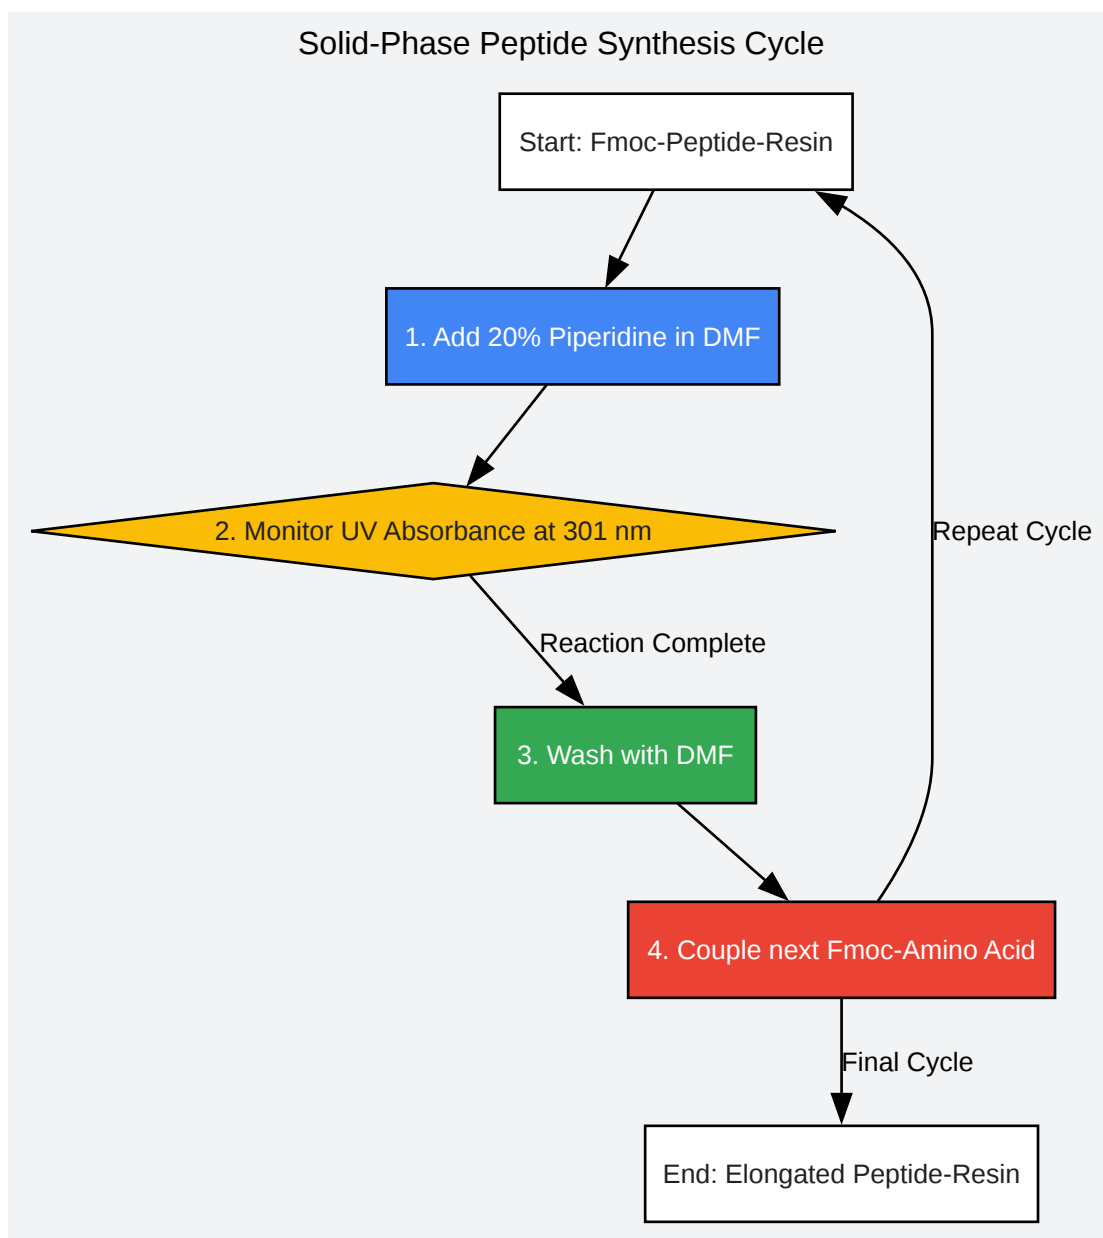 Solid-Phase Peptide Synthesis Cycle
Start: Fmoc-Peptide-Resin
1. Add 20% Piperidine in DMF
2. Monitor UV Absorbance at 301 nm
Repeat Cycle
Reaction Complete
3. Wash with DMF
4. Couple next Fmoc-Amino Acid
Final Cycle
End: Elongated Peptide-Resin